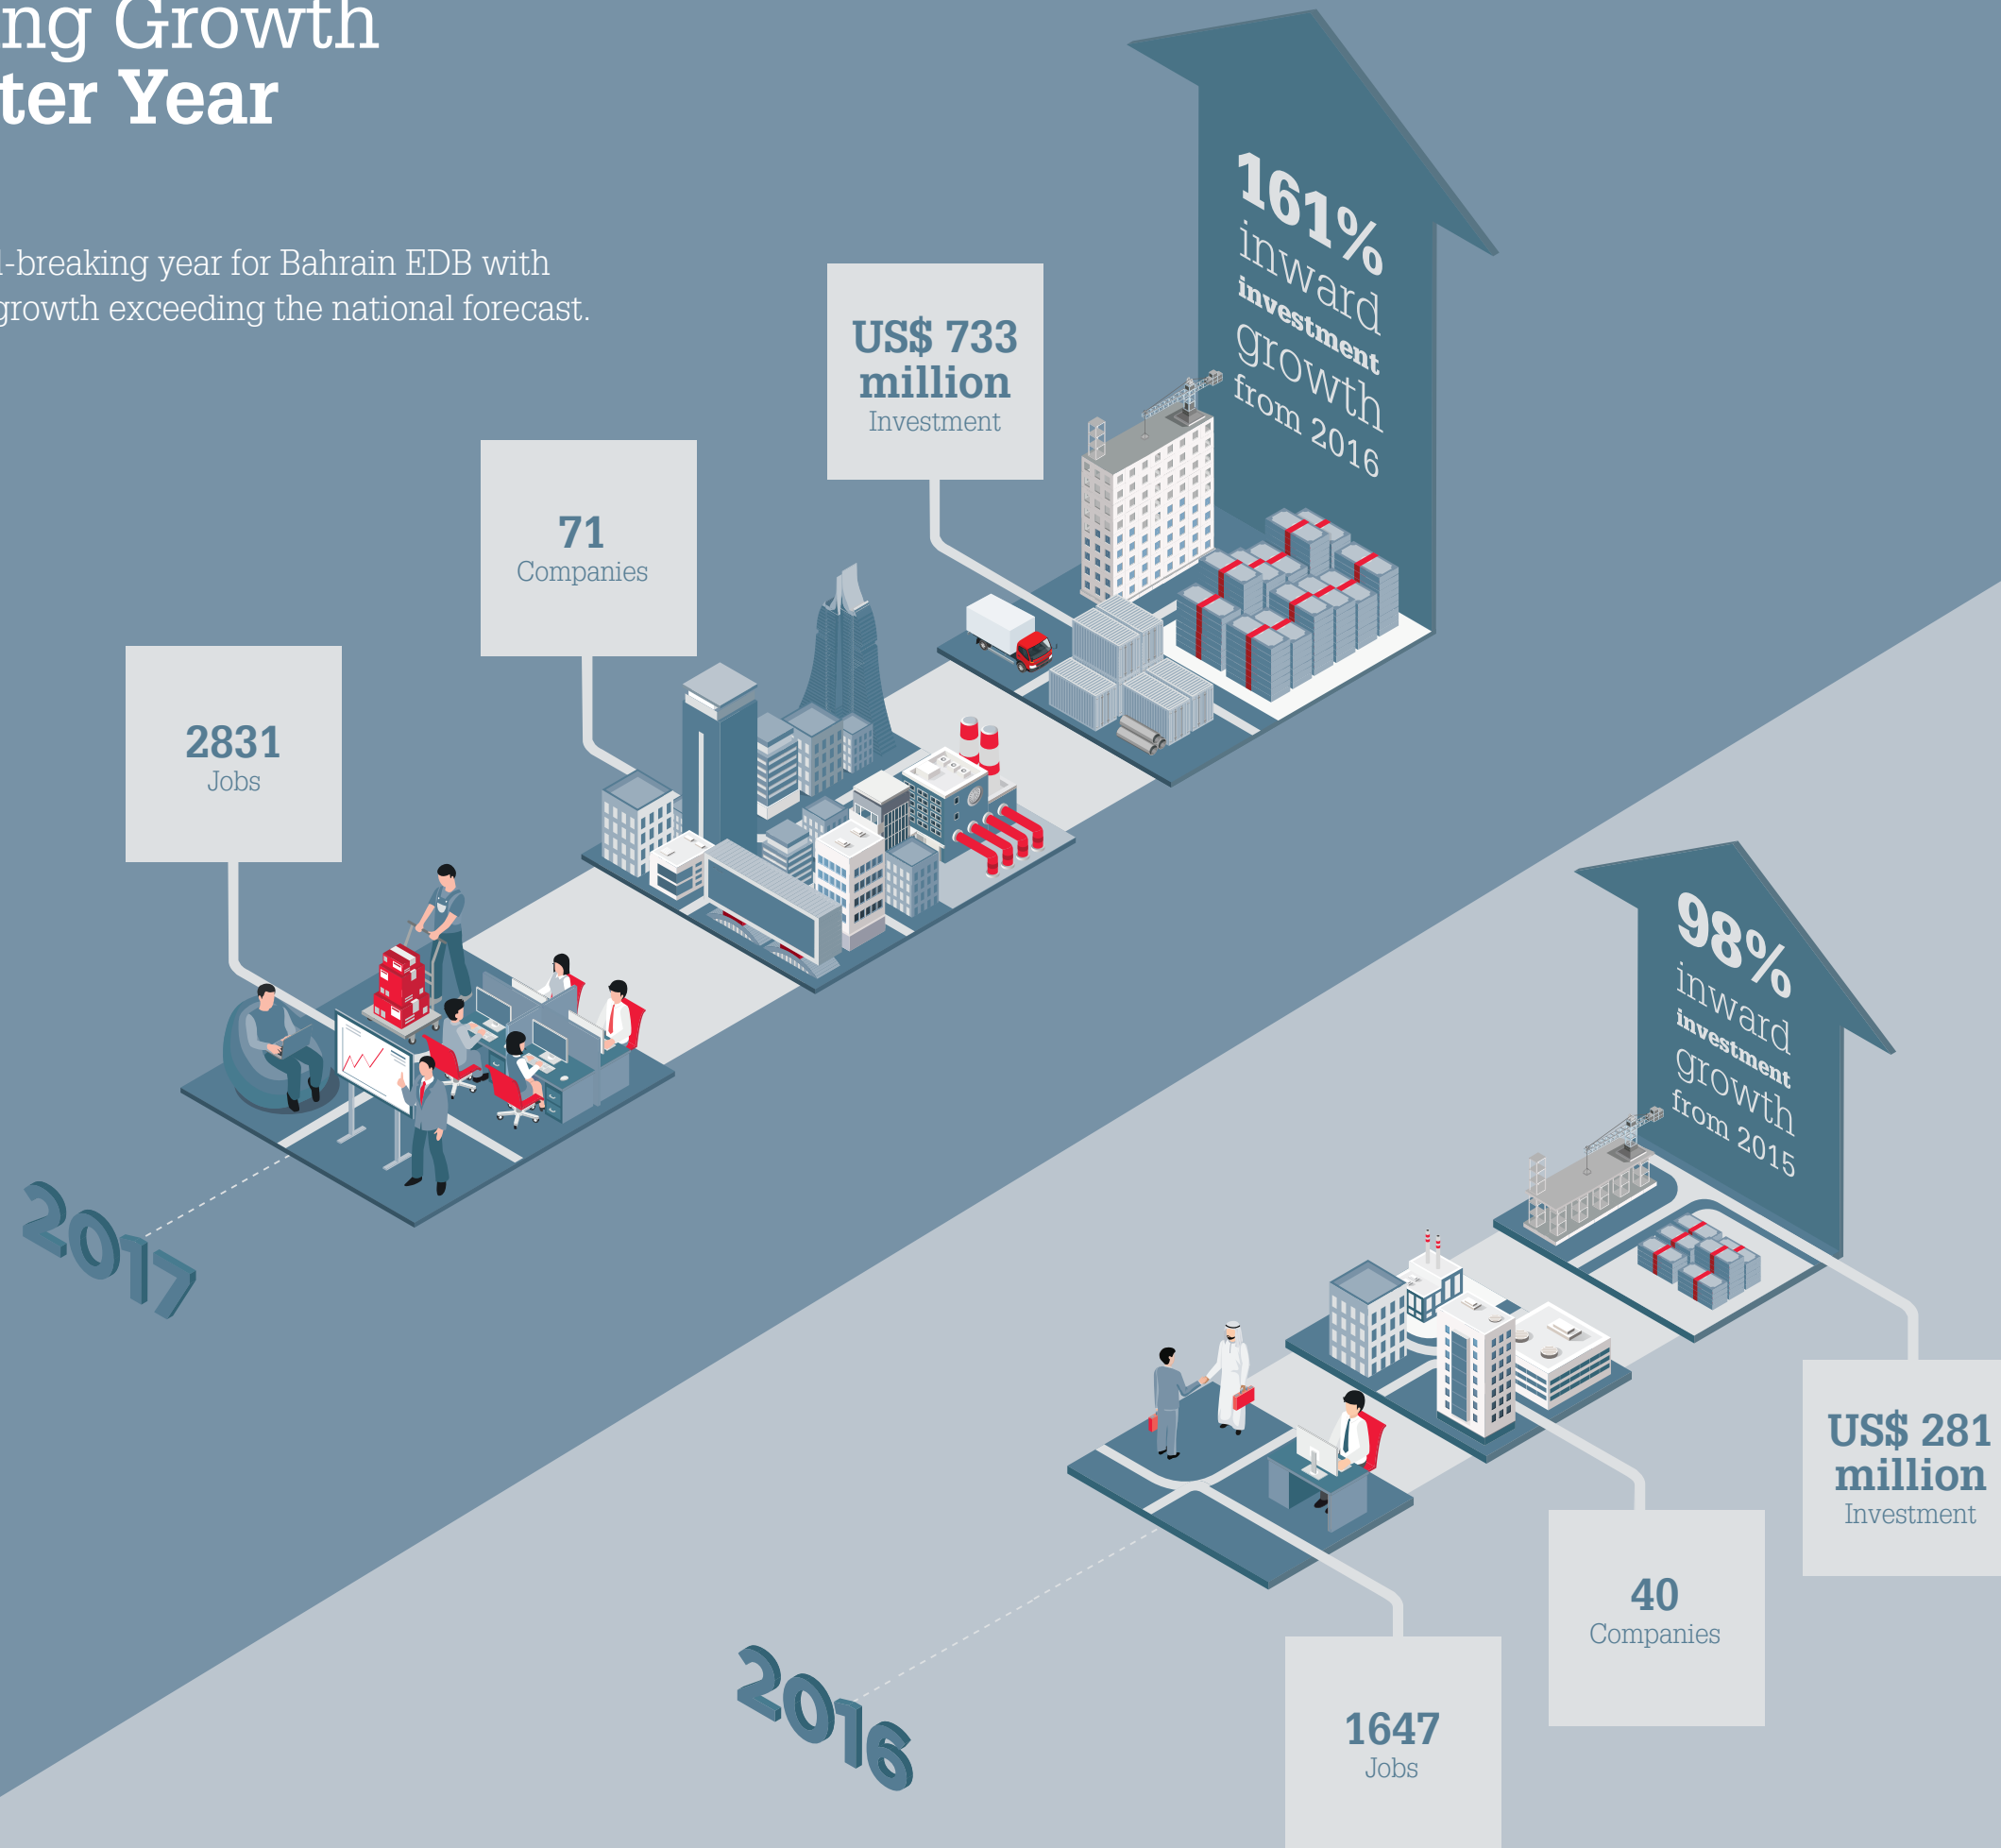 ng Growth
ter Year
-breaking year for Bahrain EDB with
growth exceeding the national forecast.
161%
inward
investment
growth
from 2016
US$ 733
million
Investment
71
Companies
2831
Jobs
2017
98%
inward
investment
growth
from 2015
US$ 281
million
Investment
40
Companies
1647
Jobs
2016